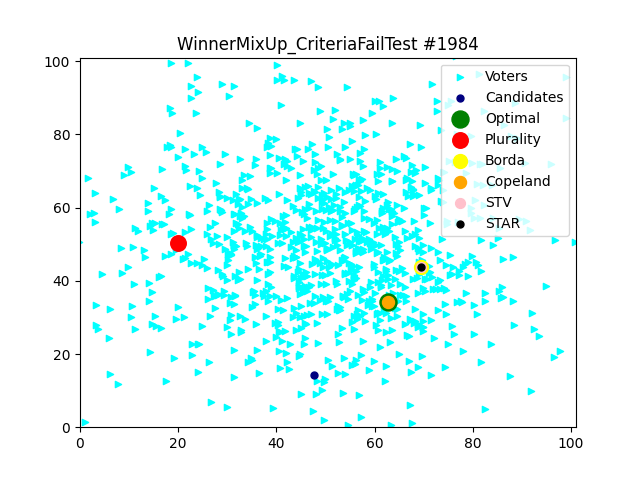 WinnerMixUp_CriteriaFailTest #1984
100
80
60
40
20
0
0
20
40
60
80
100
Voters
Candidates
Optimal
Plurality
Borda
Copeland
STV
STAR